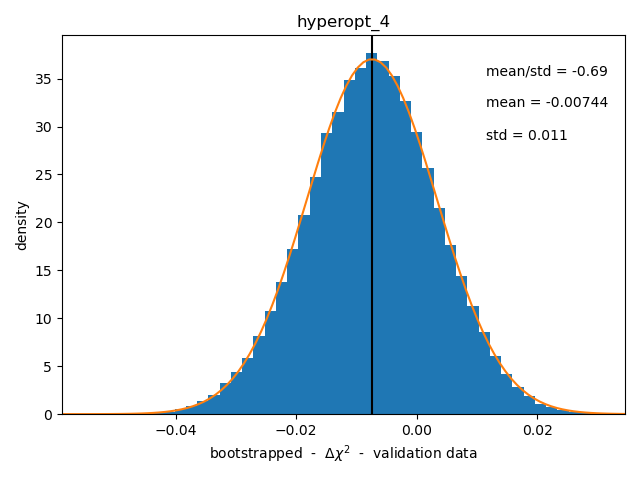 hyperopt_4
mean/std = -0.69
mean = -0.00744
std = 0.011
density
35
30
25
20
15
10
5
0
−0.04 −0.02 0.00 0.02
bootstrapped - Δχ² - validation data